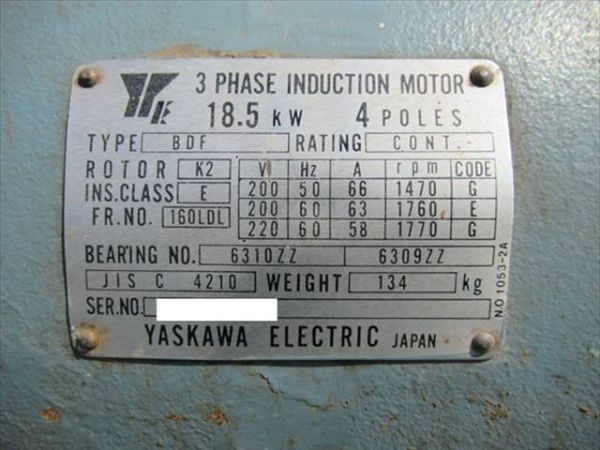 YE
3 PHASE INDUCTION MOTOR
18.5 KW 4 POLES
TYPE BDF RATING CONT.
ROTOR K2 V Hz A rpm CODE
INS.CLASS E 200 50 66 1470 G
200 60 63 1760 E
FR.NO. 160LDL 220 60 58 1770 G
BEARING NO. 6310ZZ 6309ZZ
JIS C 4210 WEIGHT 134 kg
SER.NO.
YASKAWA ELECTRIC JAPAN
N.O 1053-2A